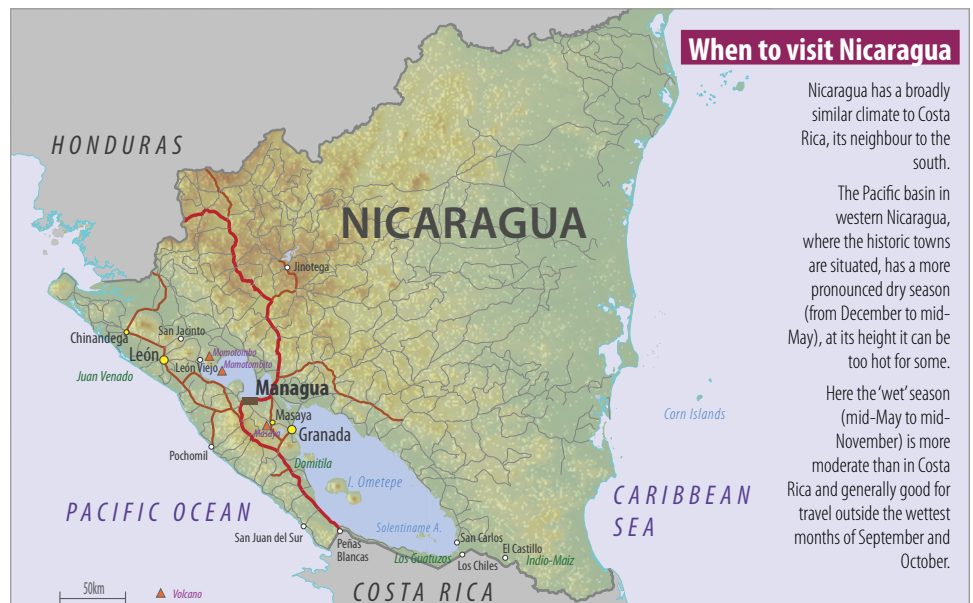 When to visit Nicaragua
Nicaragua has a broadly
similar climate to Costa
Rica, its neighbour to the
south.
The Pacific basin in
western Nicaragua,
where the historic towns
are situated, has a more
pronounced dry season
(from December to mid-
May), at its height it can be
too hot for some.
Here the ‘wet’ season
(mid-May to mid-
November) is more
moderate than in Costa
Rica and generally good for
travel outside the wettest
months of September and
October.
HONDURAS
NICARAGUA
Jinotega
San Jacinto
Chinandega
León
León Viejo
Momotombo
Momotombito
Juan Venado
Managua
Masaya
Masaya
Granada
Pochomil
Domitila
I. Ometepe
Corn Islands
PACIFIC OCEAN
CARIBBEAN
SEA
Solentiname A.
San Juan del Sur
Peñas
Blancas
San Carlos
El Castillo
Los Guatuzos
Los Chiles
Indio-Maiz
COSTA RICA
50km
Volcano